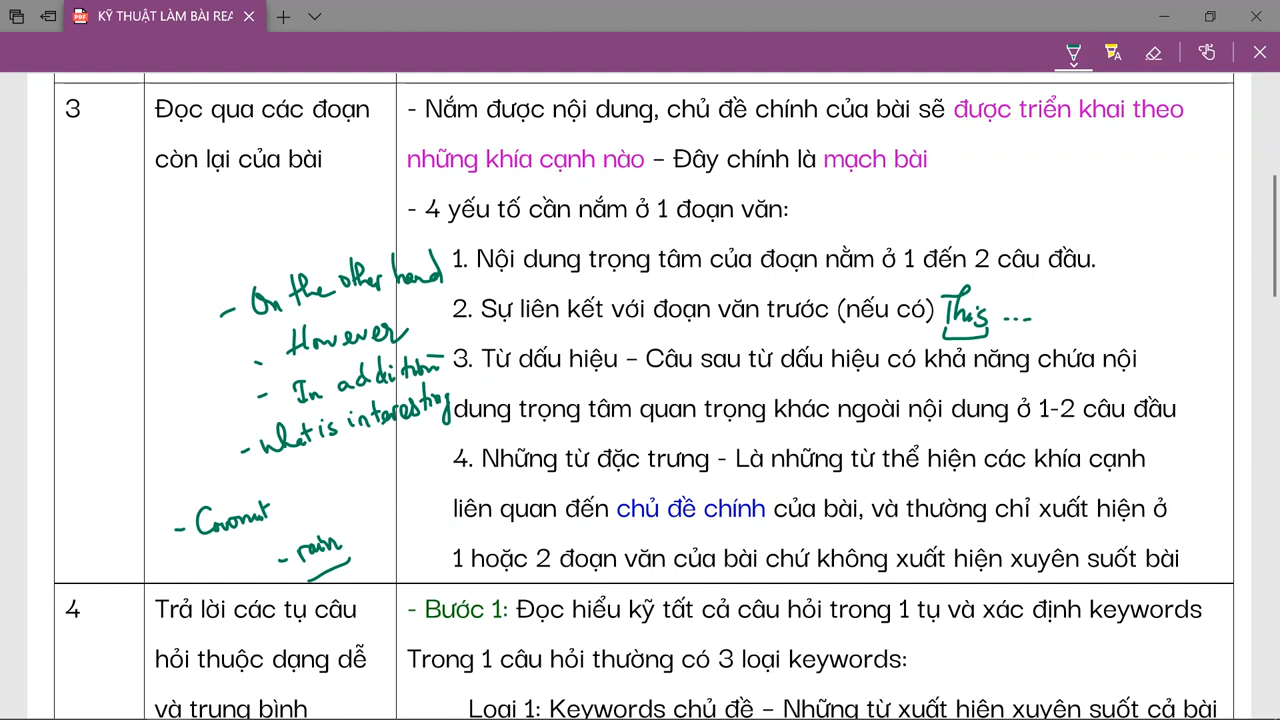 KỸ THUẬT LÀM BÀI REA
3
Đọc qua các đoạn
còn lại của bài
- Nắm được nội dung, chủ đề chính của bài sẽ được triển khai theo
những khía cạnh nào – Đây chính là mạch bài
- 4 yếu tố cần nắm ở 1 đoạn văn:
1. Nội dung trọng tâm của đoạn nằm ở 1 đến 2 câu đầu.
2. Sự liên kết với đoạn văn trước (nếu có) This ...
3. Từ dấu hiệu – Câu sau từ dấu hiệu có khả năng chứa nội
dung trọng tâm quan trọng khác ngoài nội dung ở 1-2 câu đầu
4. Những từ đặc trưng - Là những từ thể hiện các khía cạnh
liên quan đến chủ đề chính của bài, và thường chỉ xuất hiện ở
1 hoặc 2 đoạn văn của bài chứ không xuất hiện xuyên suốt bài
- On the other hand
- However
- In addition
- What is interesting
- Coconut
- rain
4
Trả lời các tụ câu
hỏi thuộc dạng dễ
và trung bình
- Bước 1: Đọc hiểu kỹ tất cả câu hỏi trong 1 tụ và xác định keywords
Trong 1 câu hỏi thường có 3 loại keywords:
Loại 1: Keywords chủ đề – Những từ xuất hiện xuyên suốt cả bài